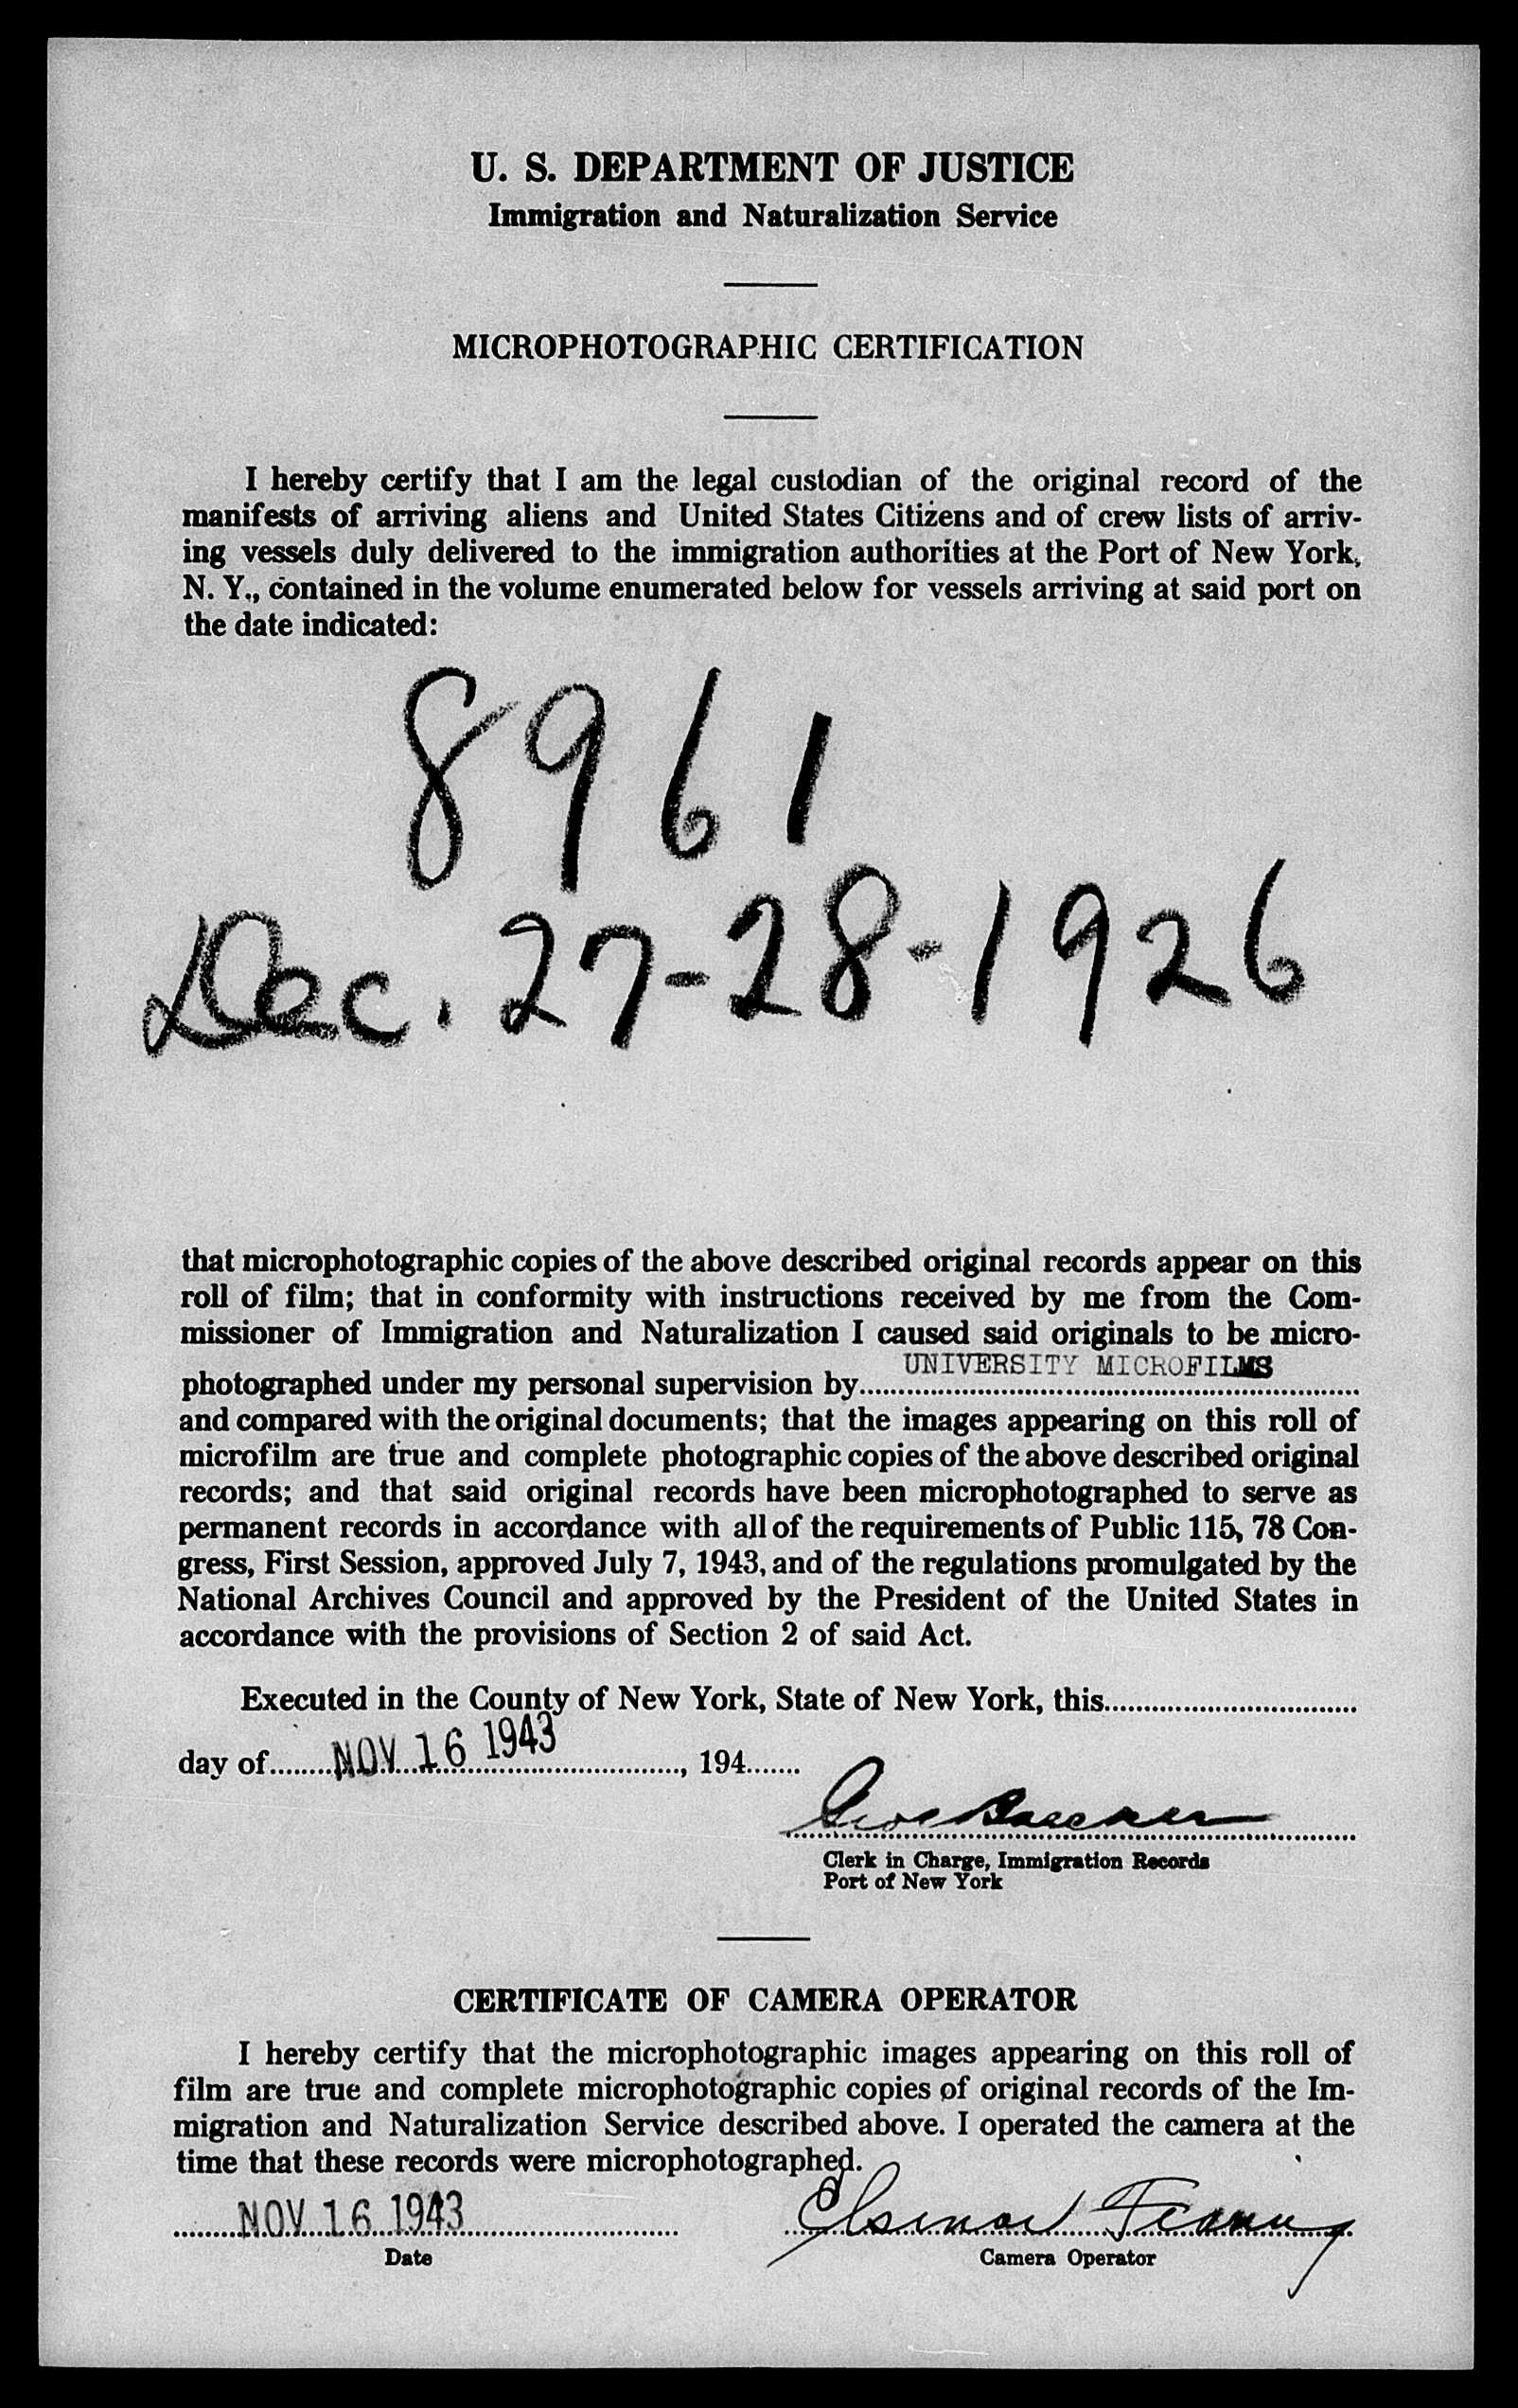 U. S. DEPARTMENT OF JUSTICE
Immigration and Naturalization Service
MICROPHOTOGRAPHIC CERTIFICATION
I hereby certify that I am the legal custodian of the original record of the
manifests of arriving aliens and United States Citizens and of crew lists of arriv-
ing vessels duly delivered to the immigration authorities at the Port of New York,
N. Y., contained in the volume enumerated below for vessels arriving at said port on
the date indicated:
8961
Dec. 27-28-1926
that microphotographic copies of the above described original records appear on this
roll of film; that in conformity with instructions received by me from the Com-
missioner of Immigration and Naturalization I caused said originals to be micro-
UNIVERSITY MICROFILMS
photographed under my personal supervision by
and compared with the original documents; that the images appearing on this roll of
microfilm are true and complete photographic copies of the above described original
records; and that said original records have been microphotographed to serve as
permanent records in accordance with all of the requirements of Public 115, 78 Con-
gress, First Session, approved July 7, 1943, and of the regulations promulgated by the
National Archives Council and approved by the President of the United States in
accordance with the provisions of Section 2 of said Act.
Executed in the County of New York, State of New York, this
day of NOV 16 1943, 194
Clerk in Charge, Immigration Records
Port of New York
CERTIFICATE OF CAMERA OPERATOR
I hereby certify that the microphotographic images appearing on this roll of
film are true and complete microphotographic copies of original records of the Im-
migration and Naturalization Service described above. I operated the camera at the
time that these records were microphotographed.
NOV 16 1943
Date
Camera Operator